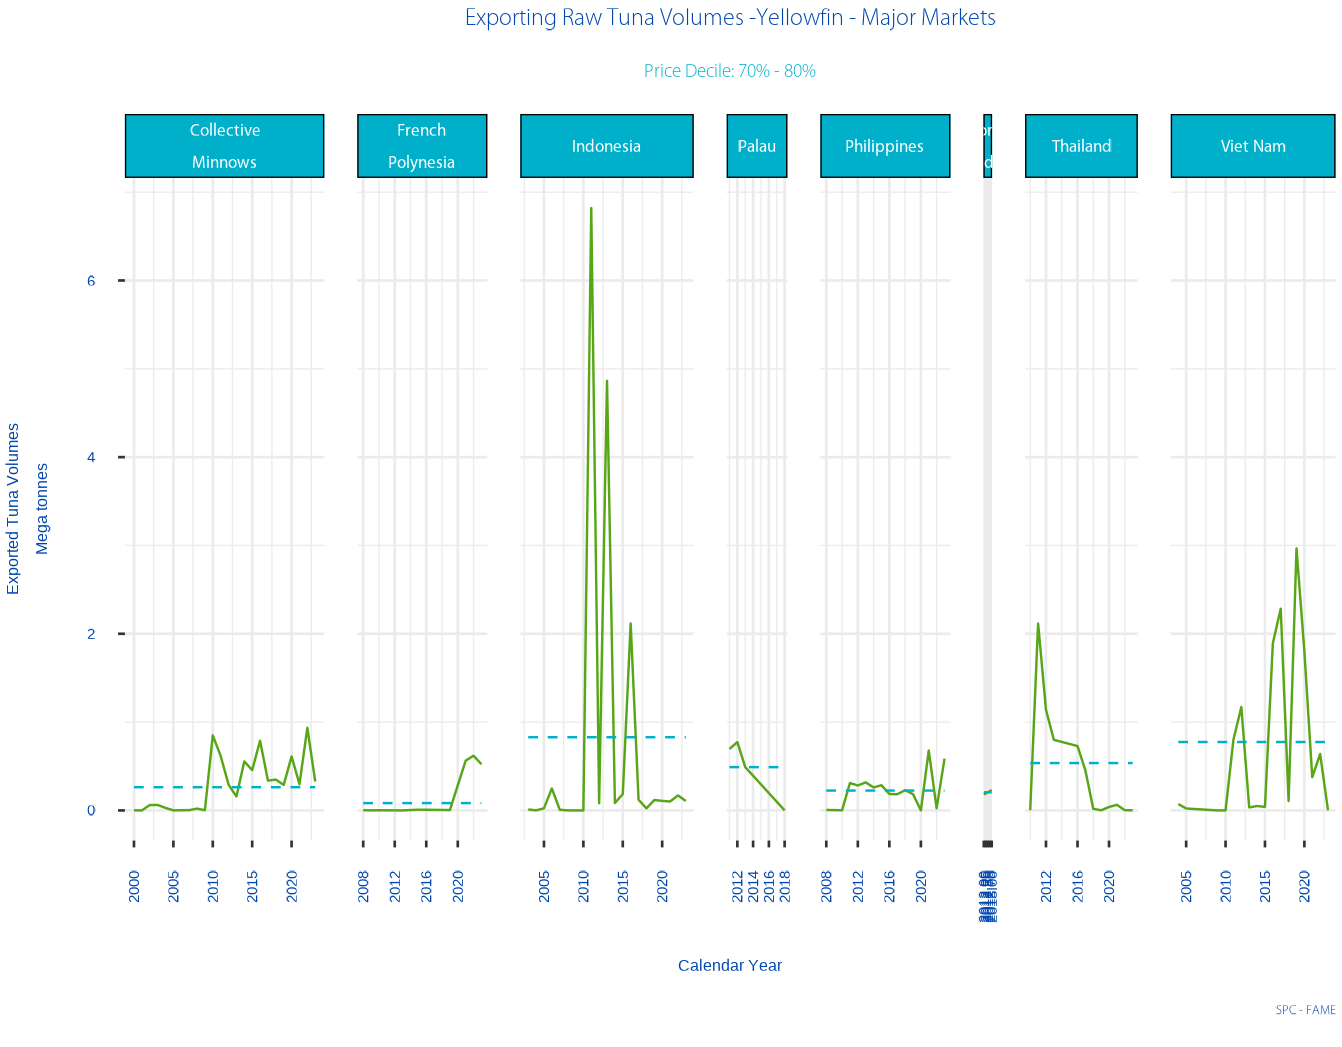 Exporting Raw Tuna Volumes -Yellowfin - Major Markets
Price Decile: 70% - 80%
Collective
Minnows
French
Polynesia
Indonesia
Palau
Philippines
Thailand
Viet Nam
6
4
2
0
Exported Tuna Volumes
Mega tonnes
2000 2005 2010 2015 2020
2008 2012 2016 2020
2005 2010 2015 2020
2012 2014 2016 2018
2008 2012 2016 2020
2012 2016 2020
2005 2010 2015 2020
Calendar Year
SPC - FAME